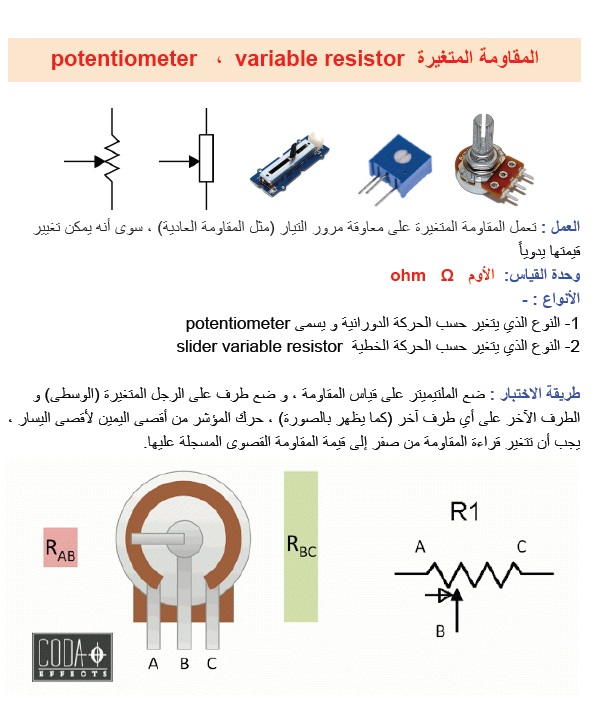 المقاومة المتغيرة potentiometer ، variable resistor
العمل : تعمل المقاومة المتغيرة على معاوقة مرور التيار (مثل المقاومة العادية) ، سوى أنه يمكن تغيير
قيمتها يدوياً
وحدة القياس: الأوم ohm Ω
الأنواع : -
1- النوع الذي يتغير حسب الحركة الدورانية و يسمى potentiometer
2- النوع الذي يتغير حسب الحركة الخطية slider variable resistor
طريقة الاختبار : ضع الملتيميتر على قياس المقاومة ، و ضع طرف على الرجل المتغيرة (الوسطى) و
الطرف الآخر على أي طرف آخر (كما يظهر بالصورة) ، حرك المؤشر من أقصى اليمين لأقصى اليسار ،
يجب أن تتغير قراءة المقاومة من صفر إلى قيمة المقاومة القصوى المسجلة عليها.
R1
RAB
RBC
A C
B
A B C
CODA
EFFECTS